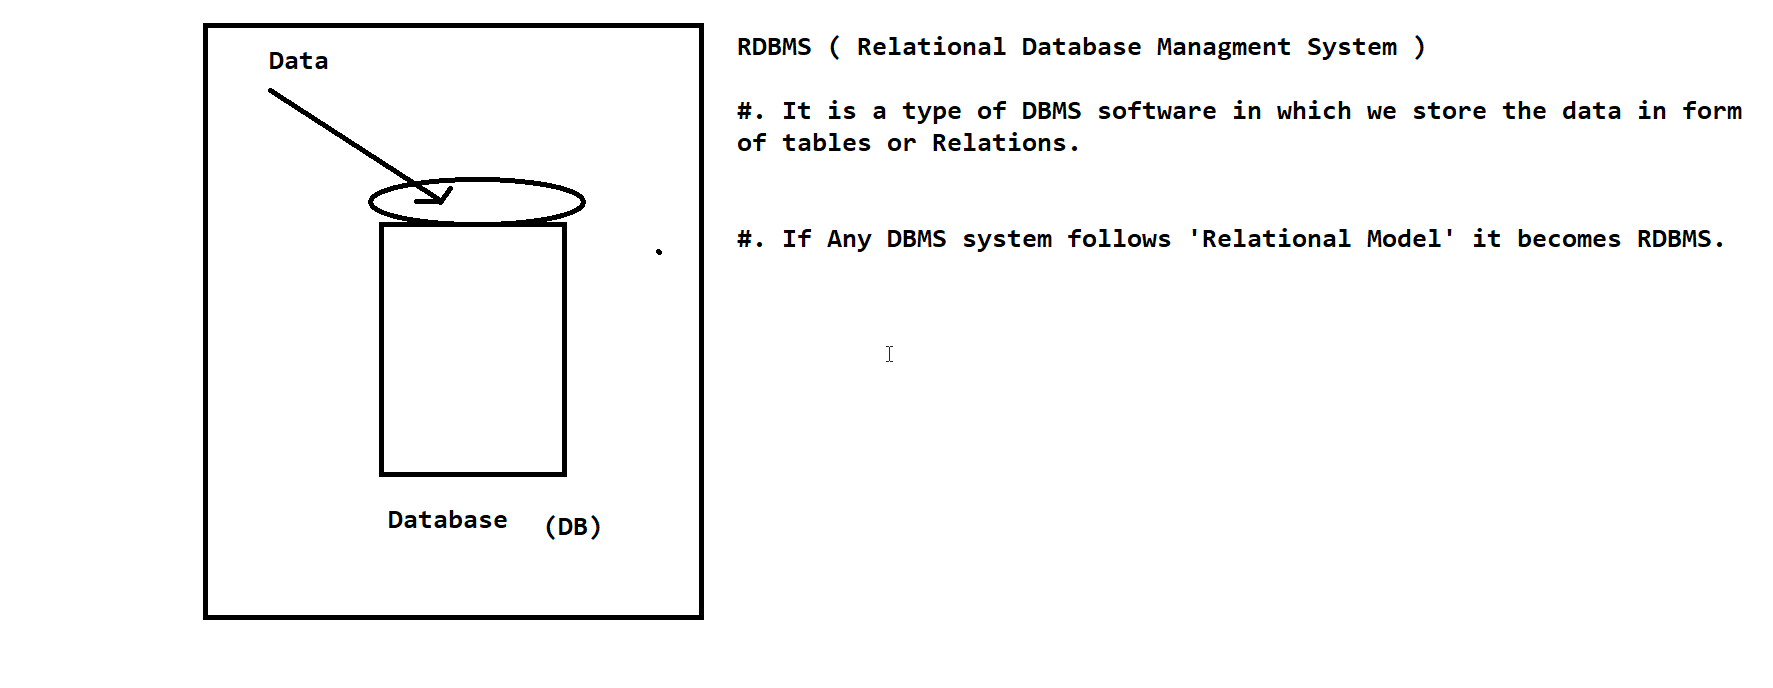 Data
Database (DB)
RDBMS ( Relational Database Managment System )
#. It is a type of DBMS software in which we store the data in form
of tables or Relations.
#. If Any DBMS system follows 'Relational Model' it becomes RDBMS.